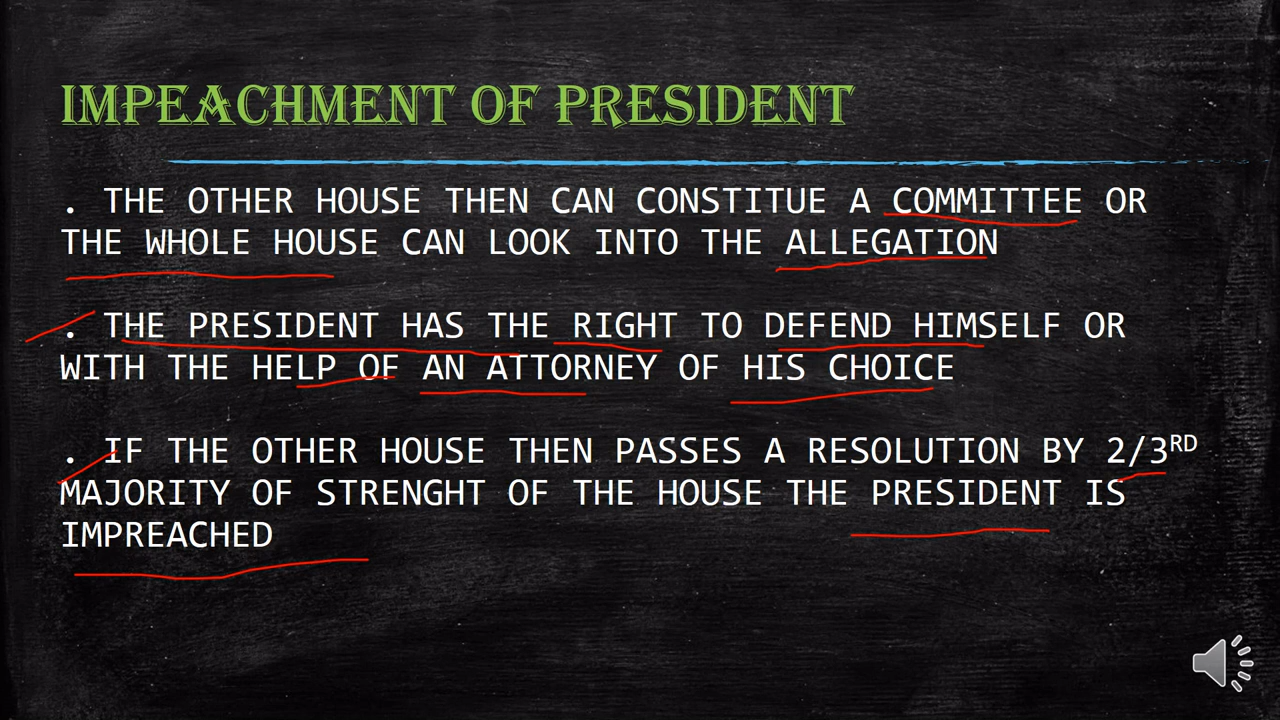 IMPEACHMENT OF PRESIDENT
. THE OTHER HOUSE THEN CAN CONSTITUE A COMMITTEE OR
THE WHOLE HOUSE CAN LOOK INTO THE ALLEGATION
. THE PRESIDENT HAS THE RIGHT TO DEFEND HIMSELF OR
WITH THE HELP OF AN ATTORNEY OF HIS CHOICE
. IF THE OTHER HOUSE THEN PASSES A RESOLUTION BY 2/3RD
MAJORITY OF STRENGHT OF THE HOUSE THE PRESIDENT IS
IMPREACHED